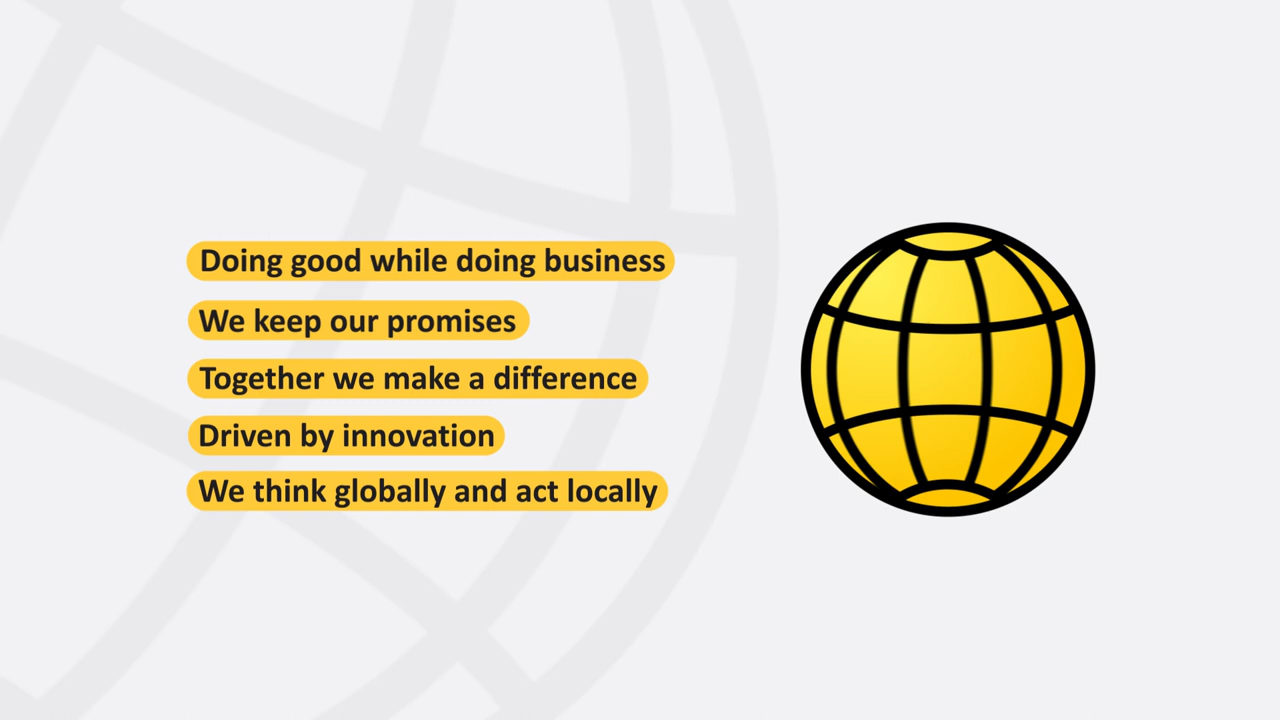 Doing good while doing business
We keep our promises
Together we make a difference
Driven by innovation
We think globally and act locally